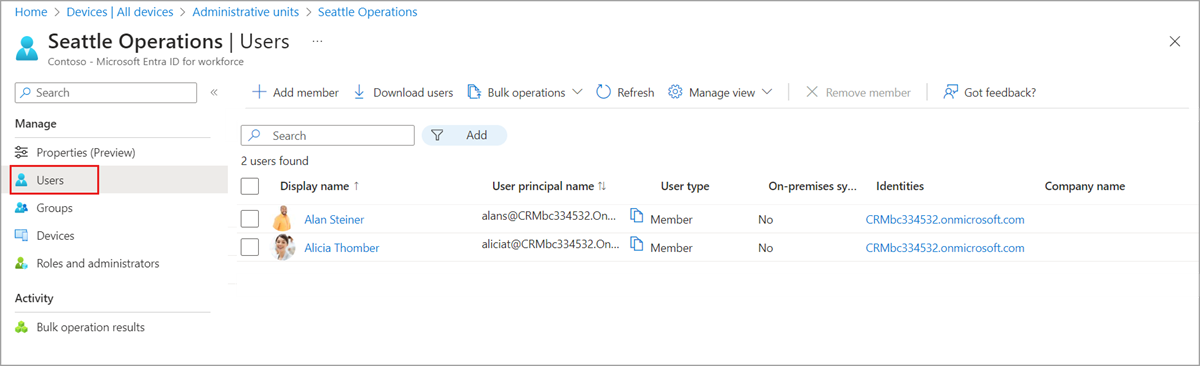 Home > Devices | All devices > Administrative units > Seattle Operations
Seattle Operations | Users ...
Contoso - Microsoft Entra ID for workforce
Search «
Add member Download users Bulk operations Refresh Manage view Remove member Got feedback?
Manage
Properties (Preview)
Users
Groups
Devices
Roles and administrators
Activity
Bulk operation results
Search Add
2 users found
Display name ↑ User principal name ↑↓ User type On-premises sy... Identities Company name
Alan Steiner alans@CRMbc334532.On... Member No CRMbc334532.onmicrosoft.com
Alicia Thomber aliciat@CRMbc334532.On... Member No CRMbc334532.onmicrosoft.com